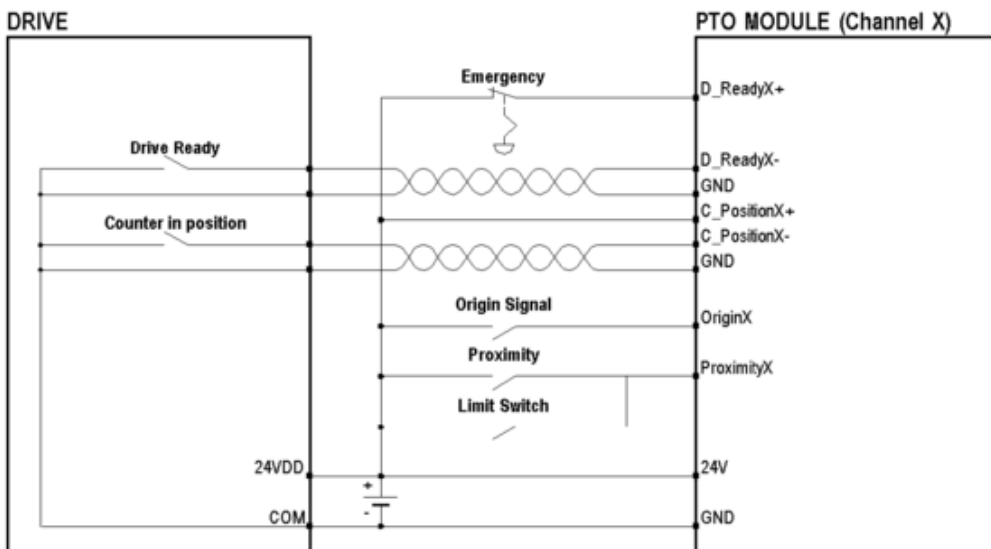 DRIVE
PTO MODULE (Channel X)
Emergency
D_ReadyX+
Drive Ready
D_ReadyX-
GND
C_PositionX+
Counter in position
C_PositionX-
GND
Origin Signal
OriginX
Proximity
ProximityX
Limit Switch
24VDD
24V
+
-
COM
GND